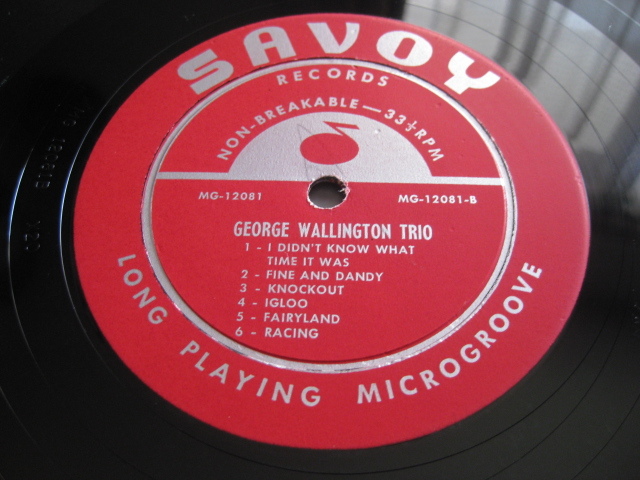 SAVOY
RECORDS
NON-BREAKABLE — 33⅓ RPM
MG-12081
MG-12081-B
GEORGE WALLINGTON TRIO
1 - I DIDN'T KNOW WHAT
TIME IT WAS
2 - FINE AND DANDY
3 - KNOCKOUT
4 - IGLOO
5 - FAIRYLAND
6 - RACING
LONG PLAYING MICROGROOVE